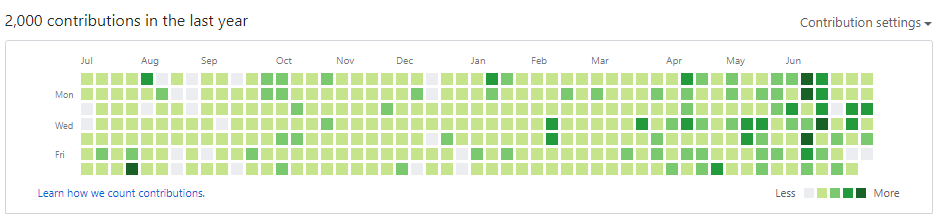 2,000 contributions in the last year
Contribution settings
Jul Aug Sep Oct Nov Dec Jan Feb Mar Apr May Jun
Mon
Wed
Fri
Learn how we count contributions.
Less More